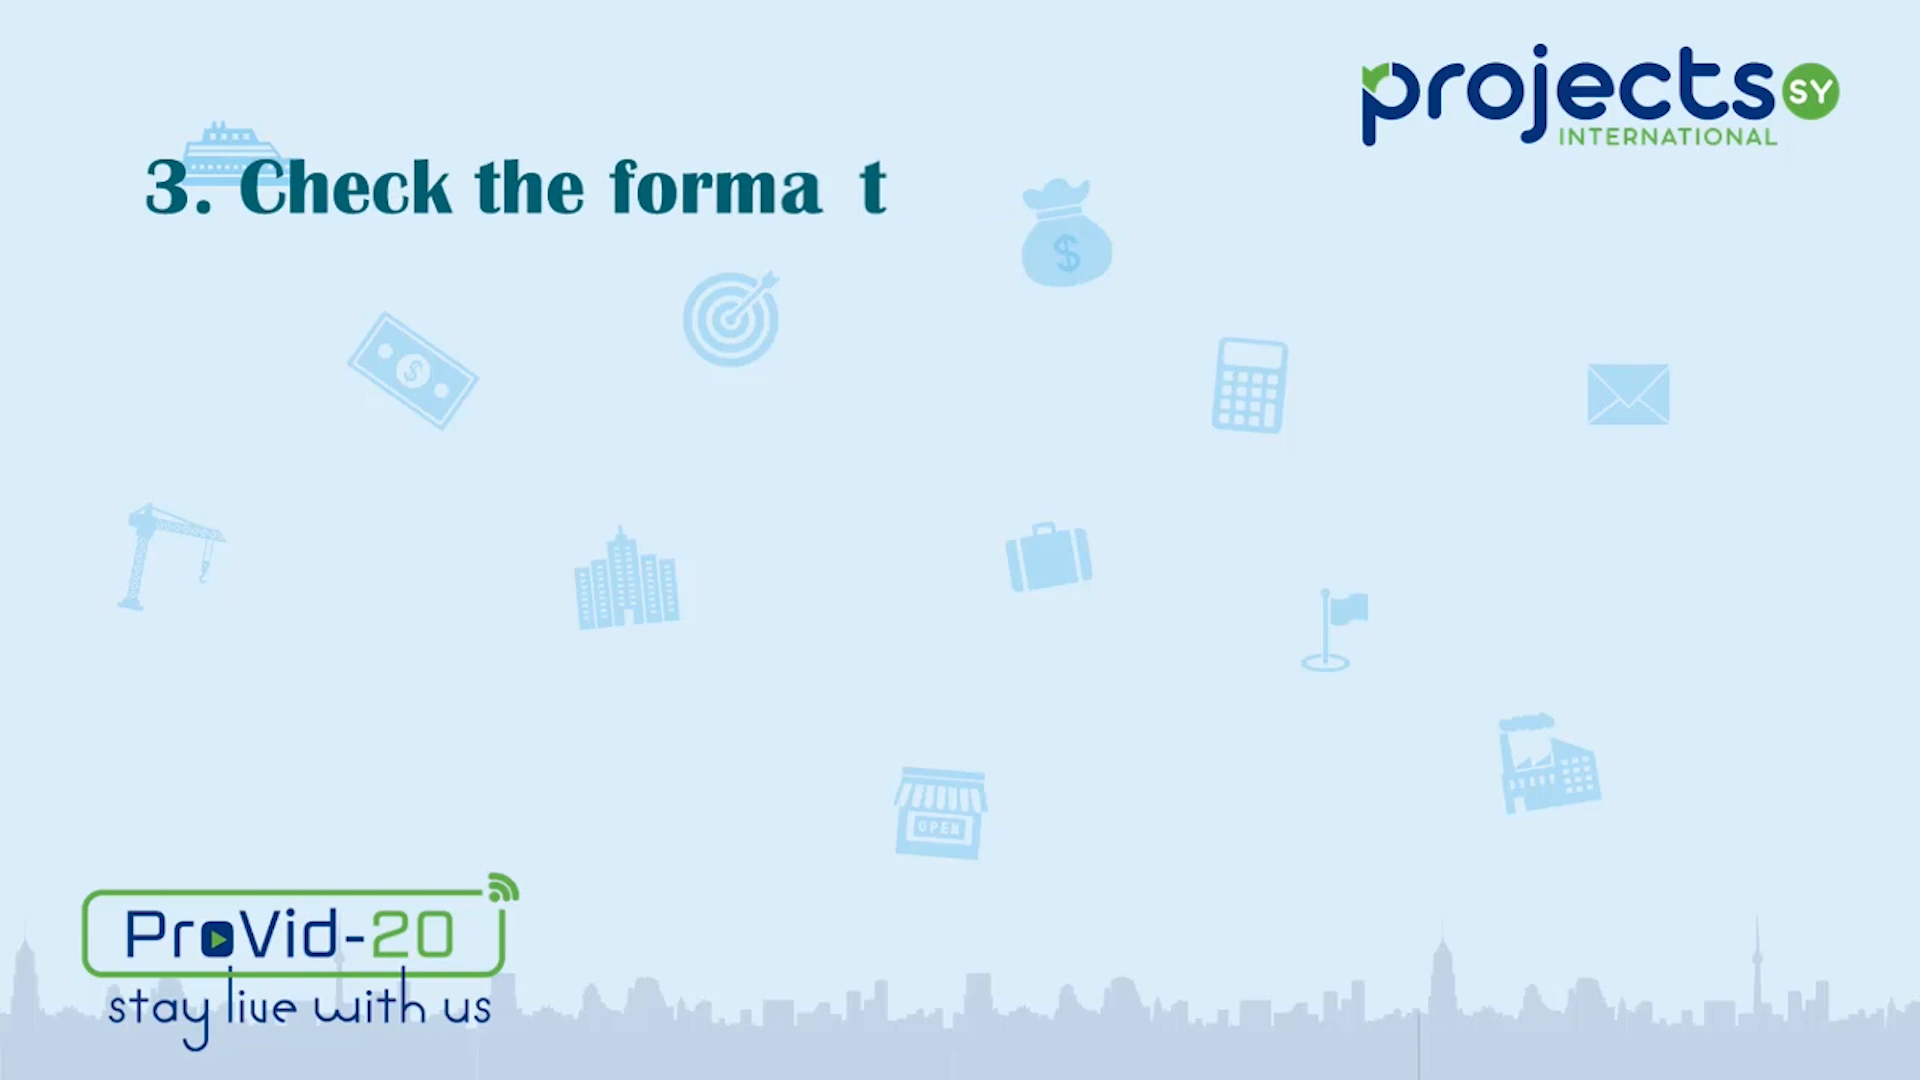 projects SY
INTERNATIONAL
3. Check the forma t
$
$
OPEN
ProVid-20
stay live with us